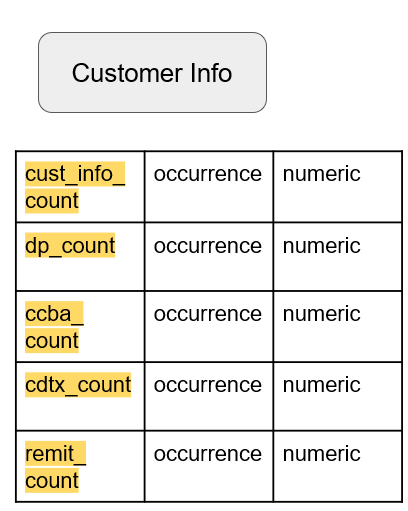 Customer Info
cust_info_ occurrence numeric
count
dp_count occurrence numeric
ccba_ occurrence numeric
count
cdtx_count occurrence numeric
remit_ occurrence numeric
count